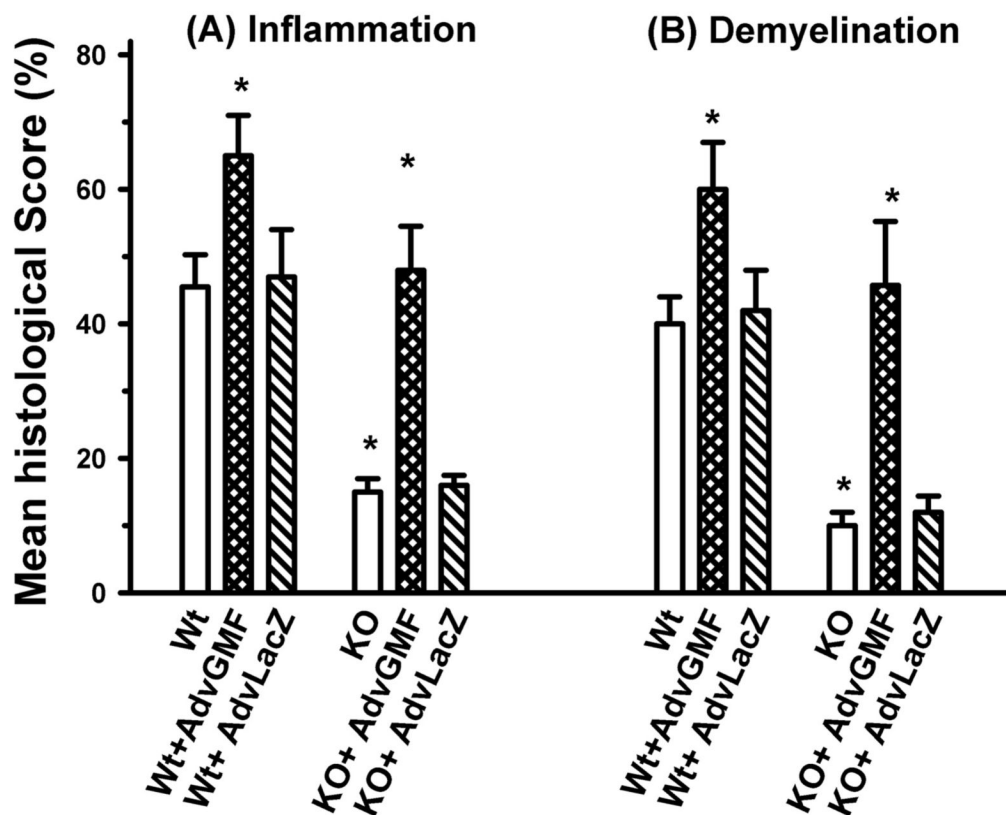 (A) Inflammation
(B) Demyelination
Mean histological Score (%)
80
60
40
20
0
*
*
*
*
*
*
Wt
Wt+AdvGMF
Wt+ AdvLacZ
KO
KO+ AdvGMF
KO+ AdvLacZ
Wt
Wt+AdvGMF
Wt+ AdvLacZ
KO
KO+ AdvGMF
KO+ AdvLacZ